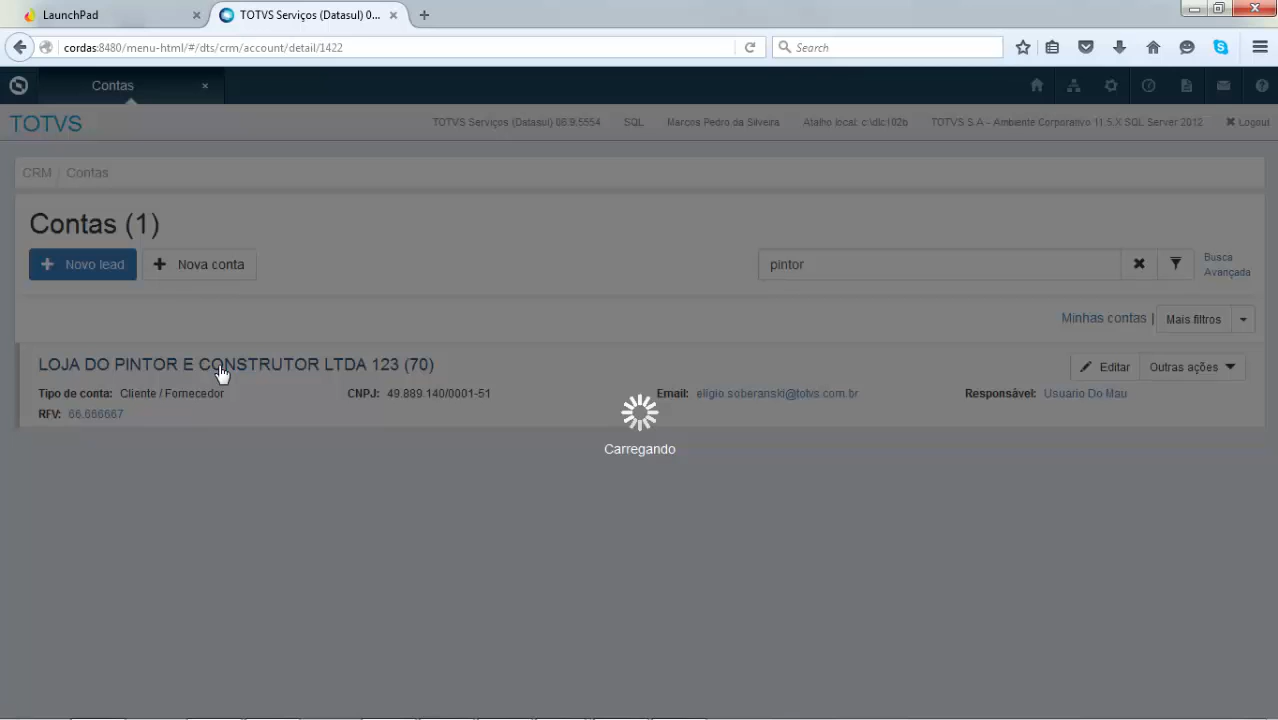 LaunchPad × TOTVS Serviços (Datasul) 0... × +
cordas:8480/menu-html/#/dts/crm/account/detail/1422 Search
Contas ×
TOTVS TOTVS Serviços (Datasul) 06.9.5554 SQL Marcos Pedro da Silveira Atalho local: c:\dlc102b TOTVS S.A - Ambiente Corporativo 11.5.X SQL Server 2012 Logout
CRM / Contas
Contas (1)
+ Novo lead + Nova conta pintor Busca
Avançada
Minhas contas | Mais filtros
LOJA DO PINTOR E CONSTRUTOR LTDA 123 (70) Editar Outras ações
Tipo de conta: Cliente / Fornecedor CNPJ: 49.889.140/0001-51 Email: eligio.soberanski@totvs.com.br Responsável: Usuario Do Mau
RFV: 66.666667
Carregando